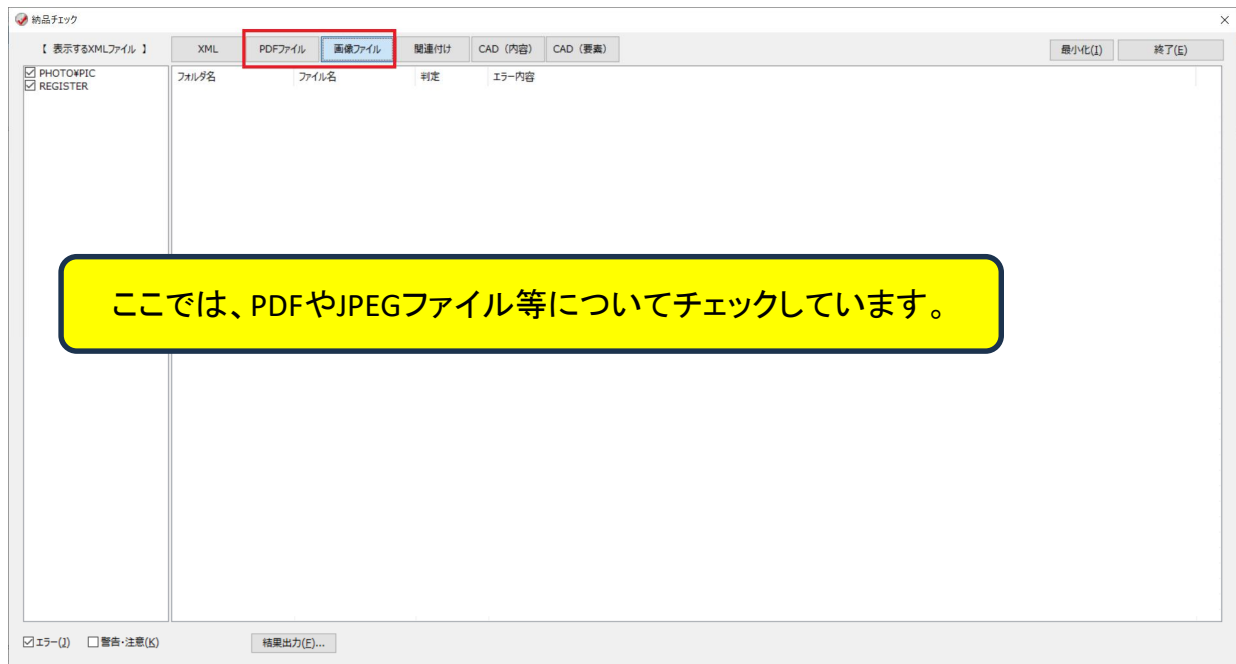 納品チェック
【 表示するXMLファイル 】 XML PDFファイル 画像ファイル 関連付け CAD（内容） CAD（要素） 最小化(I) 終了(E)
PHOTO¥PIC
REGISTER
フォルダ名 ファイル名 判定 エラー内容
ここでは、PDFやJPEGファイル等についてチェックしています。
エラー(J) 警告・注意(K) 結果出力(F)...